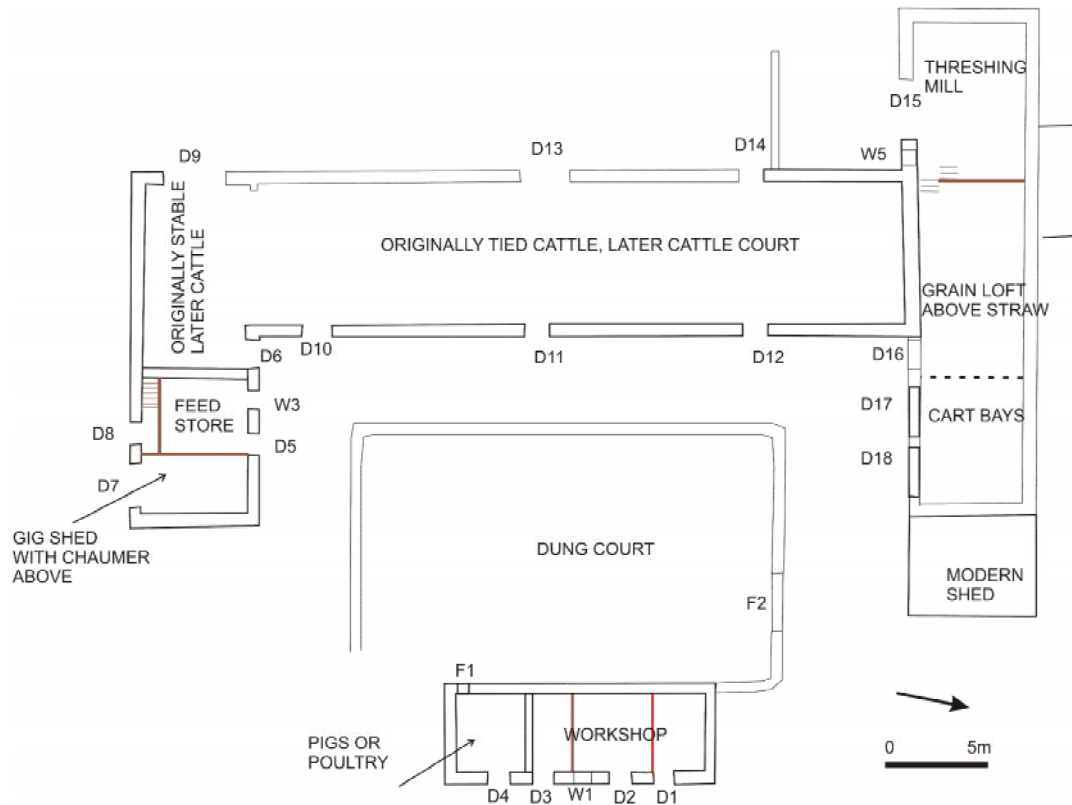 THRESHING
MILL
D15
D9
D13
D14
W5
ORIGINALLY STABLE
LATER CATTLE
ORIGINALLY TIED CATTLE, LATER CATTLE COURT
GRAIN LOFT
ABOVE STRAW
D6
D10
D11
D12
D16
FEED
STORE
W3
D17
CART BAYS
D8
D5
D18
D7
GIG SHED
WITH CHAUMER
ABOVE
DUNG COURT
MODERN
SHED
F2
F1
PIGS OR
POULTRY
WORKSHOP
0 5m
D4 D3 W1 D2 D1